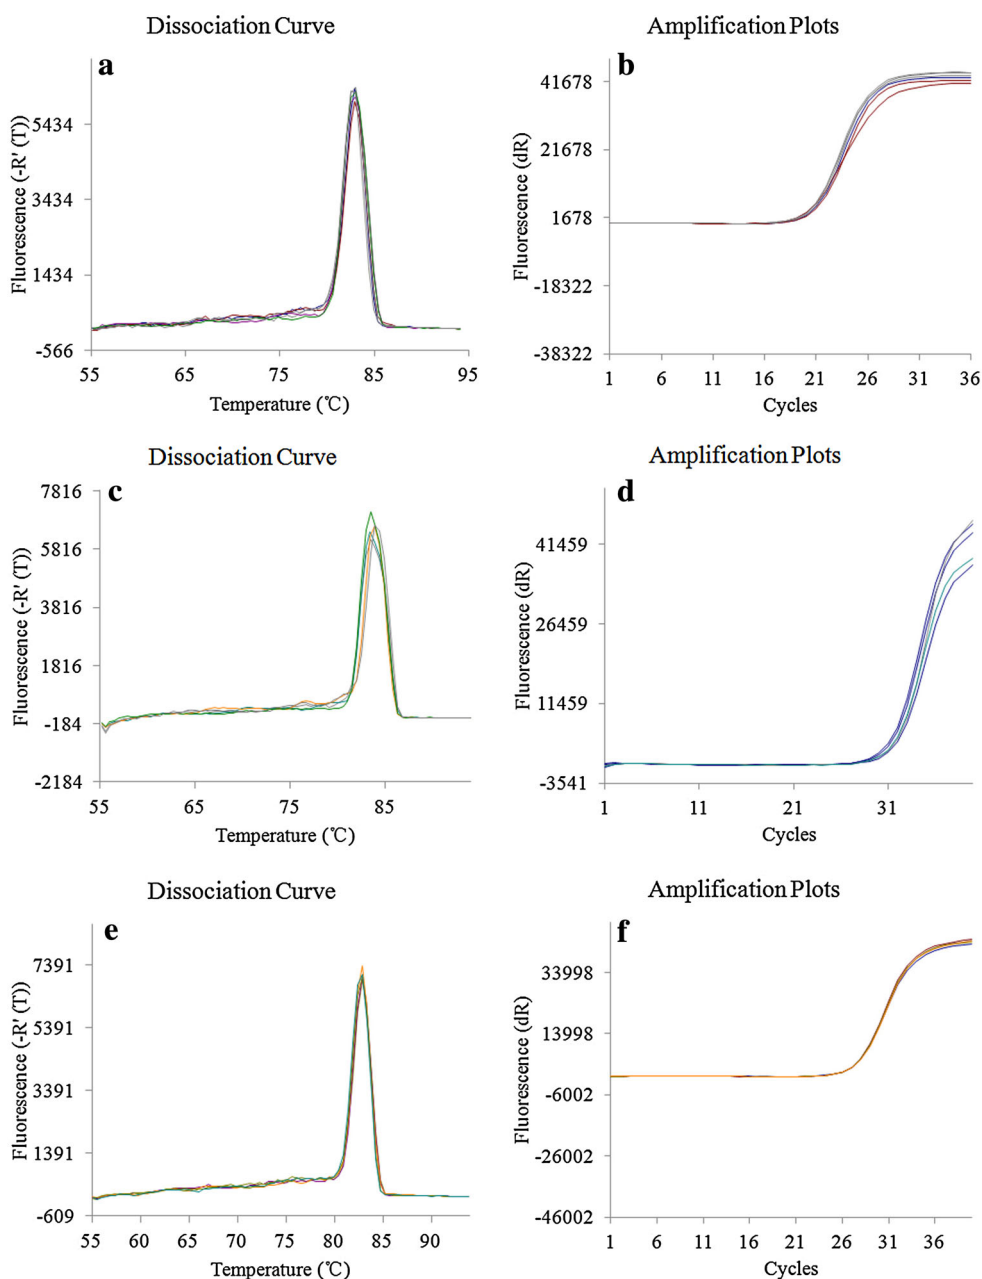 Dissociation Curve
Amplification Plots
a
b
Fluorescence (-R' (T))
5434
3434
1434
-566
55 65 75 85 95
Temperature (℃)
Fluorescence (dR)
41678
21678
1678
-18322
-38322
1 6 11 16 21 26 31 36
Cycles
Dissociation Curve
Amplification Plots
c
d
Fluorescence (-R' (T))
7816
5816
3816
1816
-184
-2184
55 65 75 85
Temperature (℃)
Fluorescence (dR)
41459
26459
11459
-3541
1 11 21 31
Cycles
Dissociation Curve
Amplification Plots
e
f
Fluorescence (-R' (T))
7391
5391
3391
1391
-609
55 60 65 70 75 80 85 90
Temperature (℃)
Fluorescence (dR)
33998
13998
-6002
-26002
-46002
1 6 11 16 21 26 31 36
Cycles